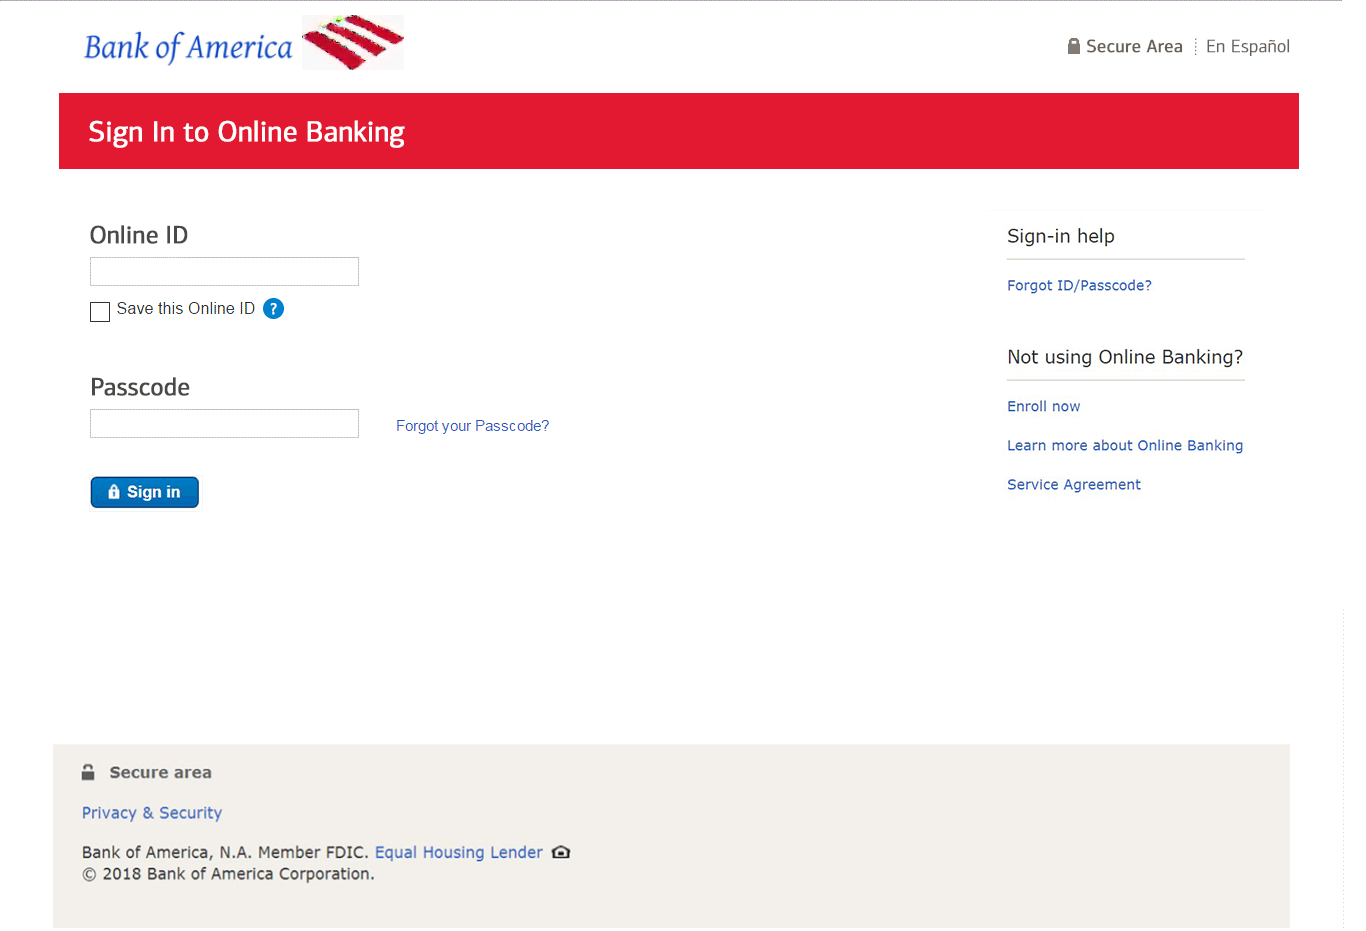 Bank of America
Secure Area
En Español
Sign In to Online Banking
Online ID
Save this Online ID ?
Passcode
Forgot your Passcode?
Sign in
Sign-in help
Forgot ID/Passcode?
Not using Online Banking?
Enroll now
Learn more about Online Banking
Service Agreement
Secure area
Privacy & Security
Bank of America, N.A. Member FDIC. Equal Housing Lender
© 2018 Bank of America Corporation.